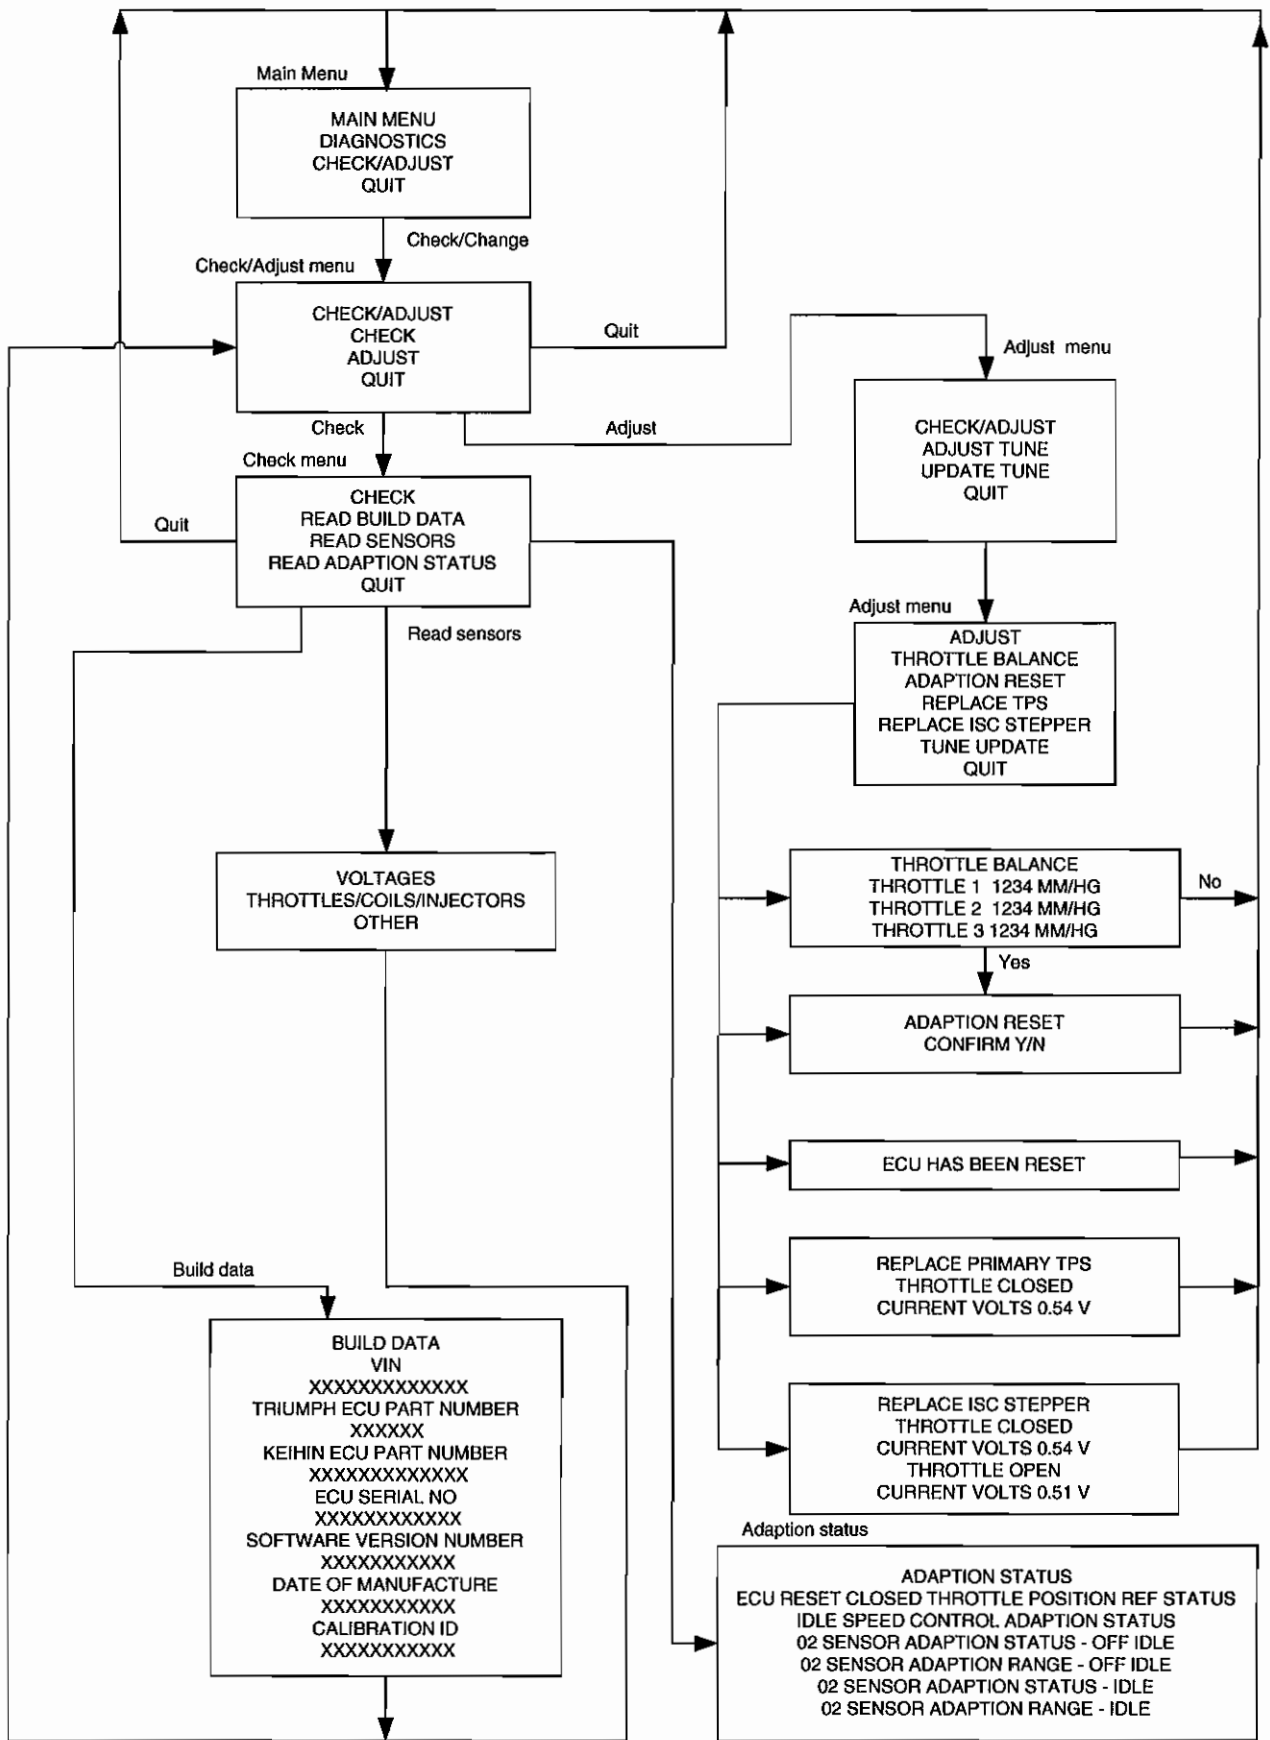 Main Menu
MAIN MENU
DIAGNOSTICS
CHECK/ADJUST
QUIT
Check/Change
Check/Adjust menu
CHECK/ADJUST
CHECK
ADJUST
QUIT
Quit
Adjust menu
Check
Adjust
CHECK/ADJUST
ADJUST TUNE
UPDATE TUNE
QUIT
Check menu
CHECK
READ BUILD DATA
READ SENSORS
READ ADAPTION STATUS
QUIT
Quit
Read sensors
Adjust menu
ADJUST
THROTTLE BALANCE
ADAPTION RESET
REPLACE TPS
REPLACE ISC STEPPER
TUNE UPDATE
QUIT
VOLTAGES
THROTTLES/COILS/INJECTORS
OTHER
THROTTLE BALANCE
THROTTLE 1 1234 MM/HG
THROTTLE 2 1234 MM/HG
THROTTLE 3 1234 MM/HG
No
Yes
ADAPTION RESET
CONFIRM Y/N
ECU HAS BEEN RESET
REPLACE PRIMARY TPS
THROTTLE CLOSED
CURRENT VOLTS 0.54 V
Build data
BUILD DATA
VIN
XXXXXXXXXXXXX
TRIUMPH ECU PART NUMBER
XXXXXX
KEIHIN ECU PART NUMBER
XXXXXXXXXXXXX
ECU SERIAL NO
XXXXXXXXXXXX
SOFTWARE VERSION NUMBER
XXXXXXXXXXX
DATE OF MANUFACTURE
XXXXXXXXXXX
CALIBRATION ID
XXXXXXXXXXX
REPLACE ISC STEPPER
THROTTLE CLOSED
CURRENT VOLTS 0.54 V
THROTTLE OPEN
CURRENT VOLTS 0.51 V
Adaption status
ADAPTION STATUS
ECU RESET CLOSED THROTTLE POSITION REF STATUS
IDLE SPEED CONTROL ADAPTION STATUS
02 SENSOR ADAPTION STATUS - OFF IDLE
02 SENSOR ADAPTION RANGE - OFF IDLE
02 SENSOR ADAPTION STATUS - IDLE
02 SENSOR ADAPTION RANGE - IDLE